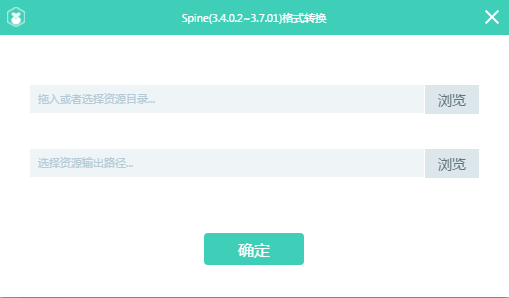 Spine(3.4.0.2~3.7.01)格式转换
拖入或者选择资源目录...
浏览
选择资源输出路径...
浏览
确定